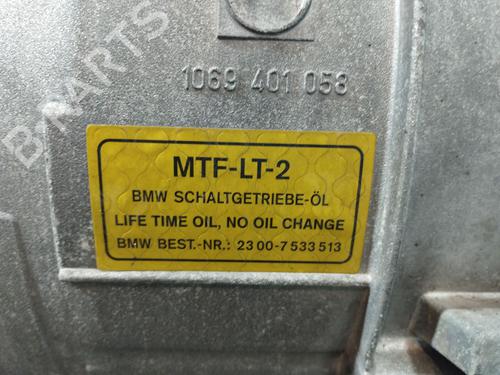 B-PARTS
1069 401 058
MTF-LT-2
BMW SCHALTGETRIEBE-ÖL
LIFE TIME OIL, NO OIL CHANGE
BMW BEST.-NR.: 23 00-7 533 513